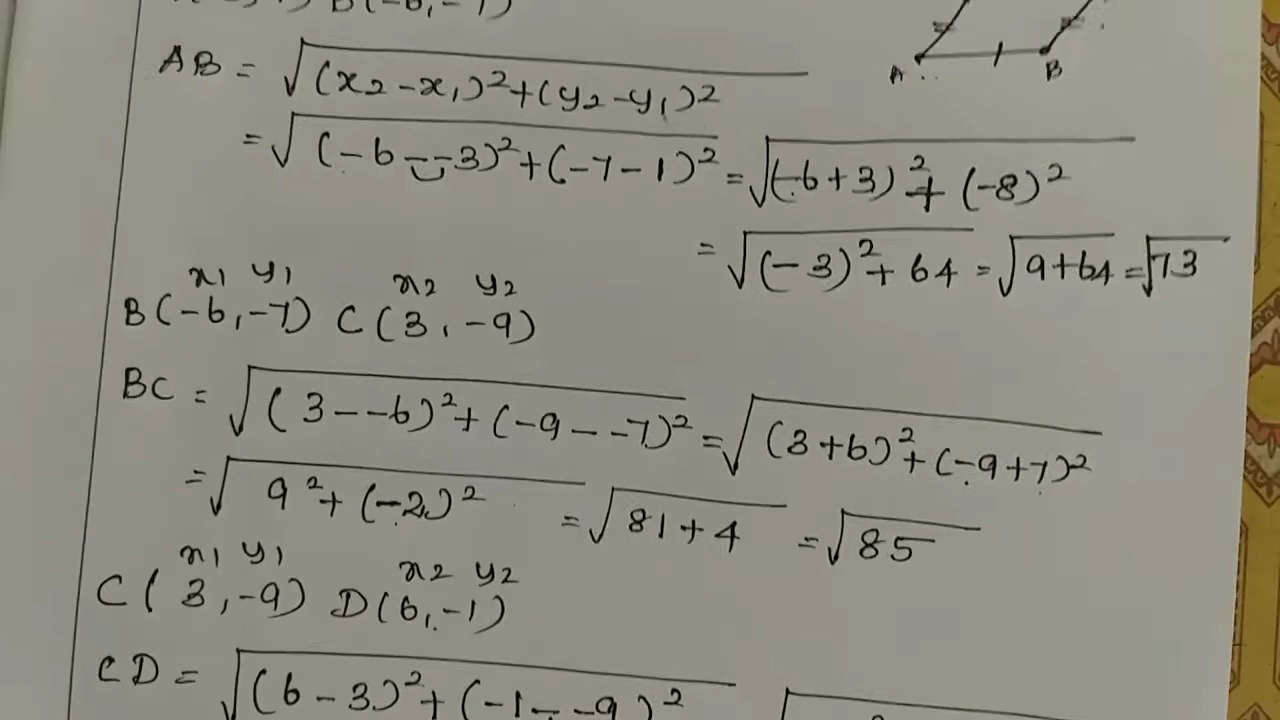 B(-6,-7)
A B
AB = √(x2-x1)²+(y2-y1)²
= √(-6--3)²+(-7-1)² = √(-6+3)²+(-8)²
= √(-3)²+64 = √9+64 = √73
x1 y1 x2 y2
B(-6,-7) C(3,-9)
BC = √(3--6)²+(-9--7)² = √(3+6)²+(-9+7)²
= √9²+(-2)² = √81+4 = √85
x1 y1 x2 y2
C(3,-9) D(6,-1)
CD = √(6-3)²+(-1--9)²